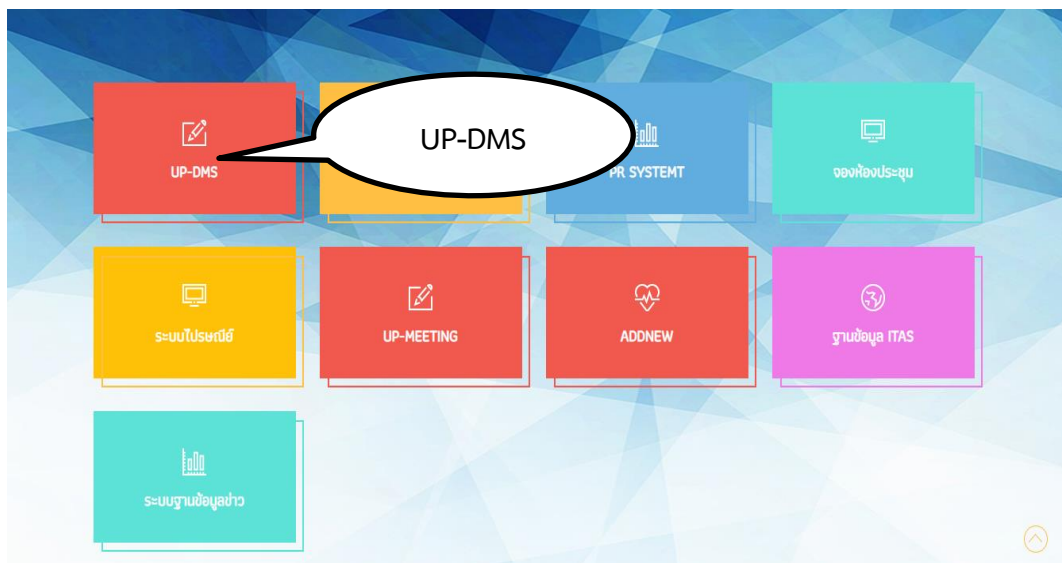 UP-DMS
UP-DMS
PR SYSTEMT
จองห้องประชุม
ระบบไปรษณีย์
UP-MEETING
ADDNEW
ฐานข้อมูล ITAS
ระบบฐานข้อมูลข่าว